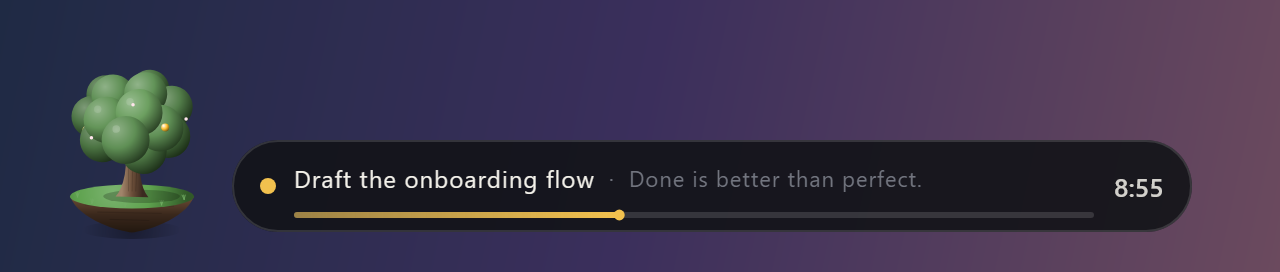 Draft the onboarding flow · Done is better than perfect.
8:55